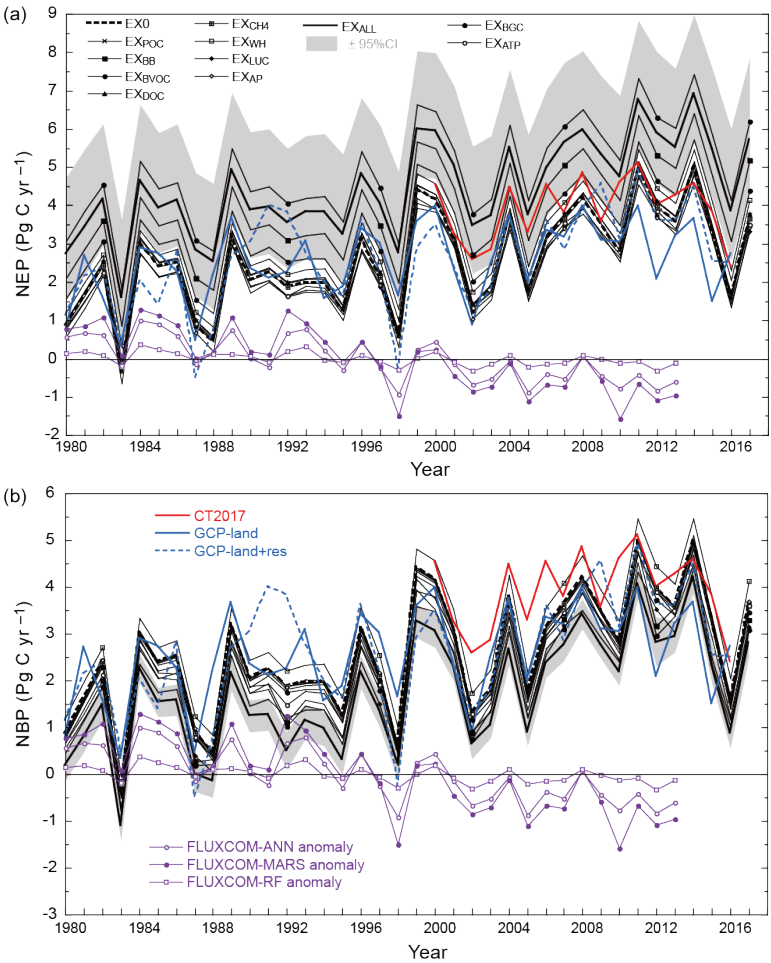 (a)
EX0
EXPOC
EXBB
EXBVOC
EXDOC
EXCH4
EXWH
EXLUC
EXAP
EXALL
± 95%CI
EXBGC
EXATP
NEP (Pg C yr −1)
9
8
7
6
5
4
3
2
1
0
-1
-2
1980 1984 1988 1992 1996 2000 2004 2008 2012 2016
Year
(b)
CT2017
GCP-land
GCP-land+res
NBP (Pg C yr −1)
6
5
4
3
2
1
0
-1
-2
-3
FLUXCOM-ANN anomaly
FLUXCOM-MARS anomaly
FLUXCOM-RF anomaly
1980 1984 1988 1992 1996 2000 2004 2008 2012 2016
Year